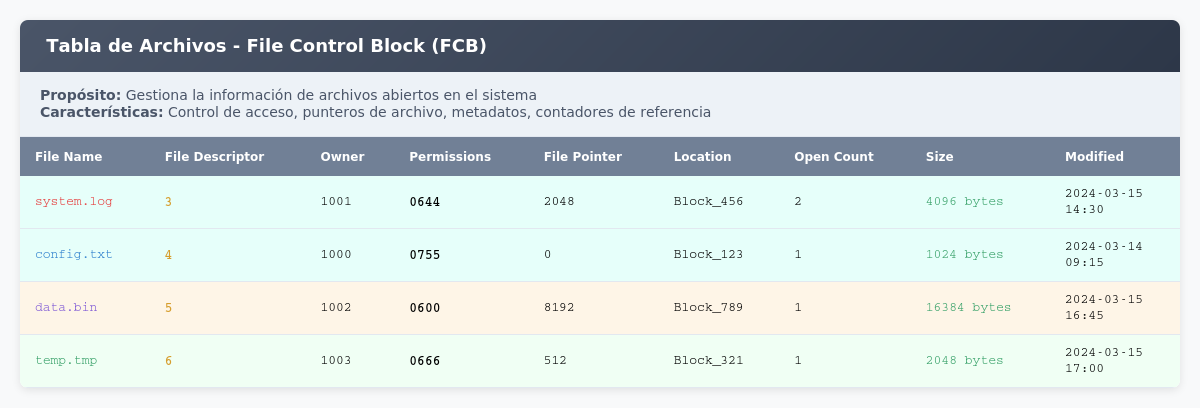 Tabla de Archivos - File Control Block (FCB)
Propósito: Gestiona la información de archivos abiertos en el sistema
Características: Control de acceso, punteros de archivo, metadatos, contadores de referencia
File Name File Descriptor Owner Permissions File Pointer Location Open Count Size Modified
system.log 3 1001 0644 2048 Block_456 2 4096 bytes 2024-03-15 14:30
config.txt 4 1000 0755 0 Block_123 1 1024 bytes 2024-03-14 09:15
data.bin 5 1002 0600 8192 Block_789 1 16384 bytes 2024-03-15 16:45
temp.tmp 6 1003 0666 512 Block_321 1 2048 bytes 2024-03-15 17:00